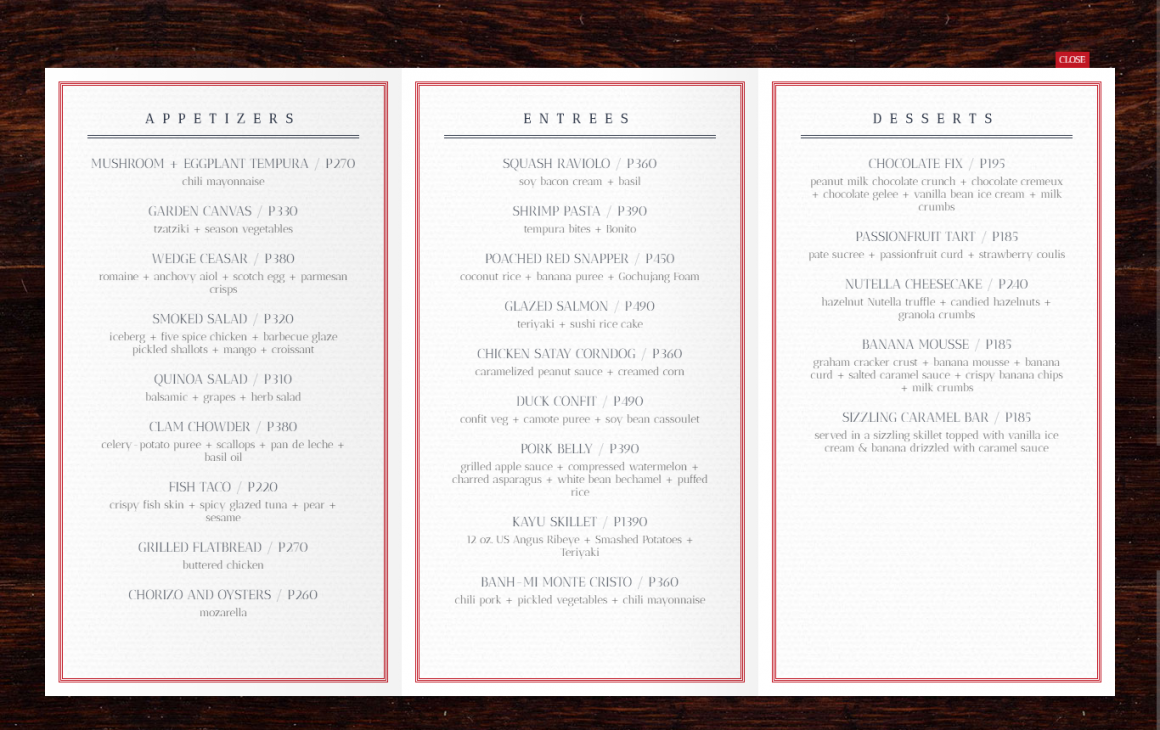 CLOSE
APPETIZERS
MUSHROOM + EGGPLANT TEMPURA / P270
chili mayonnaise
GARDEN CANVAS / P330
tzatziki + season vegetables
WEDGE CEASAR / P380
romaine + anchovy aiol + scotch egg + parmesan
crisps
SMOKED SALAD / P320
iceberg + five spice chicken + barbecue glaze
pickled shallots + mango + croissant
QUINOA SALAD / P310
balsamic + grapes + herb salad
CLAM CHOWDER / P380
celery-potato puree + scallops + pan de leche +
basil oil
FISH TACO / P220
crispy fish skin + spicy glazed tuna + pear +
sesame
GRILLED FLATBREAD / P270
buttered chicken
CHORIZO AND OYSTERS / P260
mozarella
ENTREES
SQUASH RAVIOLO / P360
soy bacon cream + basil
SHRIMP PASTA / P390
tempura bites + Bonito
POACHED RED SNAPPER / P450
coconut rice + banana puree + Gochujang Foam
GLAZED SALMON / P490
teriyaki + sushi rice cake
CHICKEN SATAY CORNDOG / P360
caramelized peanut sauce + creamed corn
DUCK CONFIT / P490
confit veg + camote puree + soy bean cassoulet
PORK BELLY / P390
grilled apple sauce + compressed watermelon +
charred asparagus + white bean bechamel + puffed
rice
KAYU SKILLET / P1390
12 oz. US Angus Ribeye + Smashed Potatoes +
Teriyaki
BANH-MI MONTE CRISTO / P360
chili pork + pickled vegetables + chili mayonnaise
DESSERTS
CHOCOLATE FIX / P195
peanut milk chocolate crunch + chocolate cremeux
+ chocolate gelee + vanilla bean ice cream + milk
crumbs
PASSIONFRUIT TART / P185
pate sucree + passionfruit curd + strawberry coulis
NUTELLA CHEESECAKE / P240
hazelnut Nutella truffle + candied hazelnuts +
granola crumbs
BANANA MOUSSE / P185
graham cracker crust + banana mousse + banana
curd + salted caramel sauce + crispy banana chips
+ milk crumbs
SIZZLING CARAMEL BAR / P185
served in a sizzling skillet topped with vanilla ice
cream & banana drizzled with caramel sauce